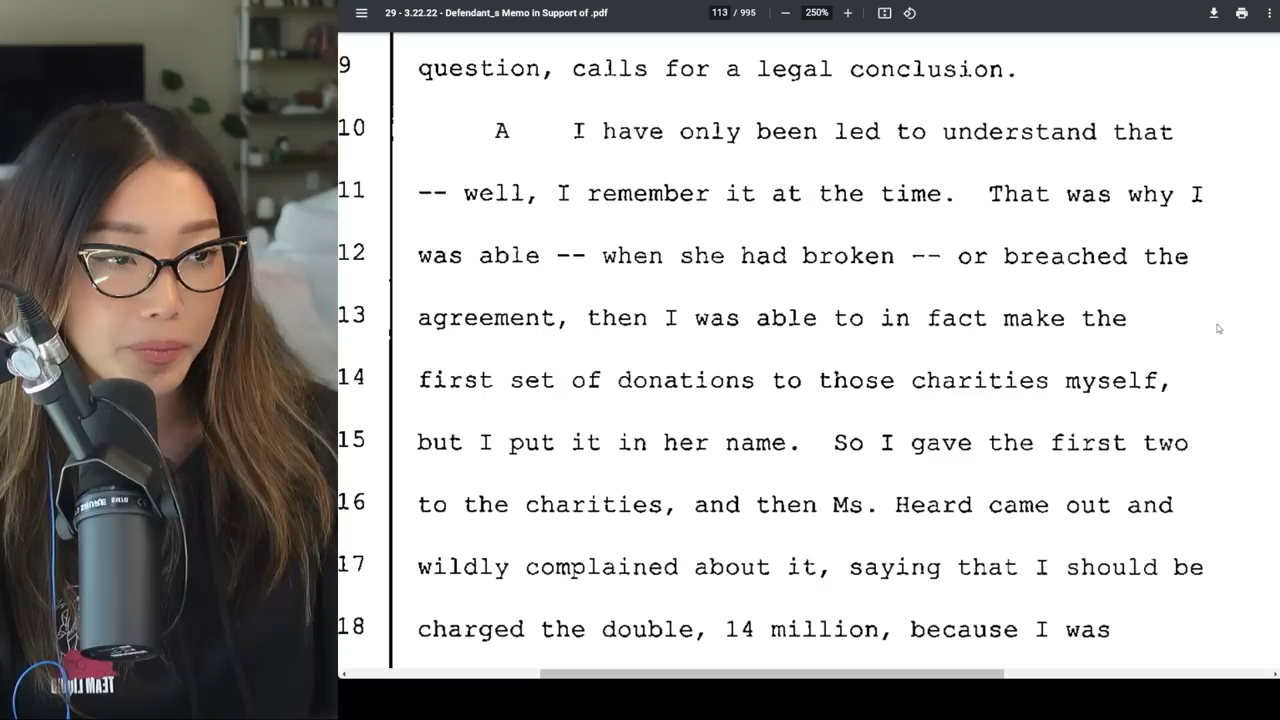 29 - 3.22.22 - Defendant_s Memo in Support of .pdf
113 / 995
250%
9 question, calls for a legal conclusion.
10 A I have only been led to understand that
11 -- well, I remember it at the time. That was why I
12 was able -- when she had broken -- or breached the
13 agreement, then I was able to in fact make the
14 first set of donations to those charities myself,
15 but I put it in her name. So I gave the first two
16 to the charities, and then Ms. Heard came out and
17 wildly complained about it, saying that I should be
18 charged the double, 14 million, because I was
SHURE SM7B
TEAM